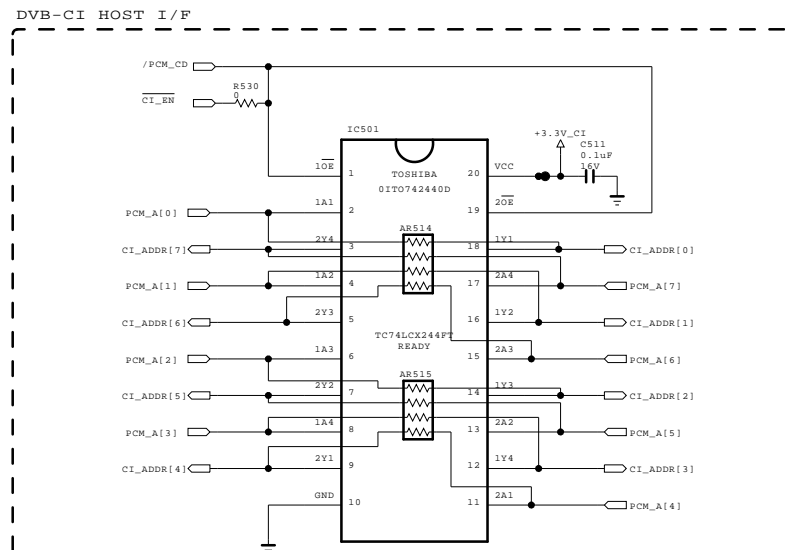 DVB-CI HOST I/F
/PCM_CD
R530
CI_EN
0
IC501
+3.3V_CI
C511
0.1uF
16V
1OE
1
TOSHIBA
20
VCC
0ITO742440D
1A1
2
19
2OE
PCM_A[0]
AR514
2Y4
3
18
1Y1
CI_ADDR[7]
CI_ADDR[0]
1A2
4
17
2A4
PCM_A[1]
PCM_A[7]
2Y3
5
16
1Y2
CI_ADDR[6]
CI_ADDR[1]
TC74LCX244FT
READY
1A3
6
15
2A3
PCM_A[2]
PCM_A[6]
AR515
2Y2
7
14
1Y3
CI_ADDR[5]
CI_ADDR[2]
1A4
8
13
2A2
PCM_A[3]
PCM_A[5]
2Y1
9
12
1Y4
CI_ADDR[4]
CI_ADDR[3]
GND
10
11
2A1
PCM_A[4]